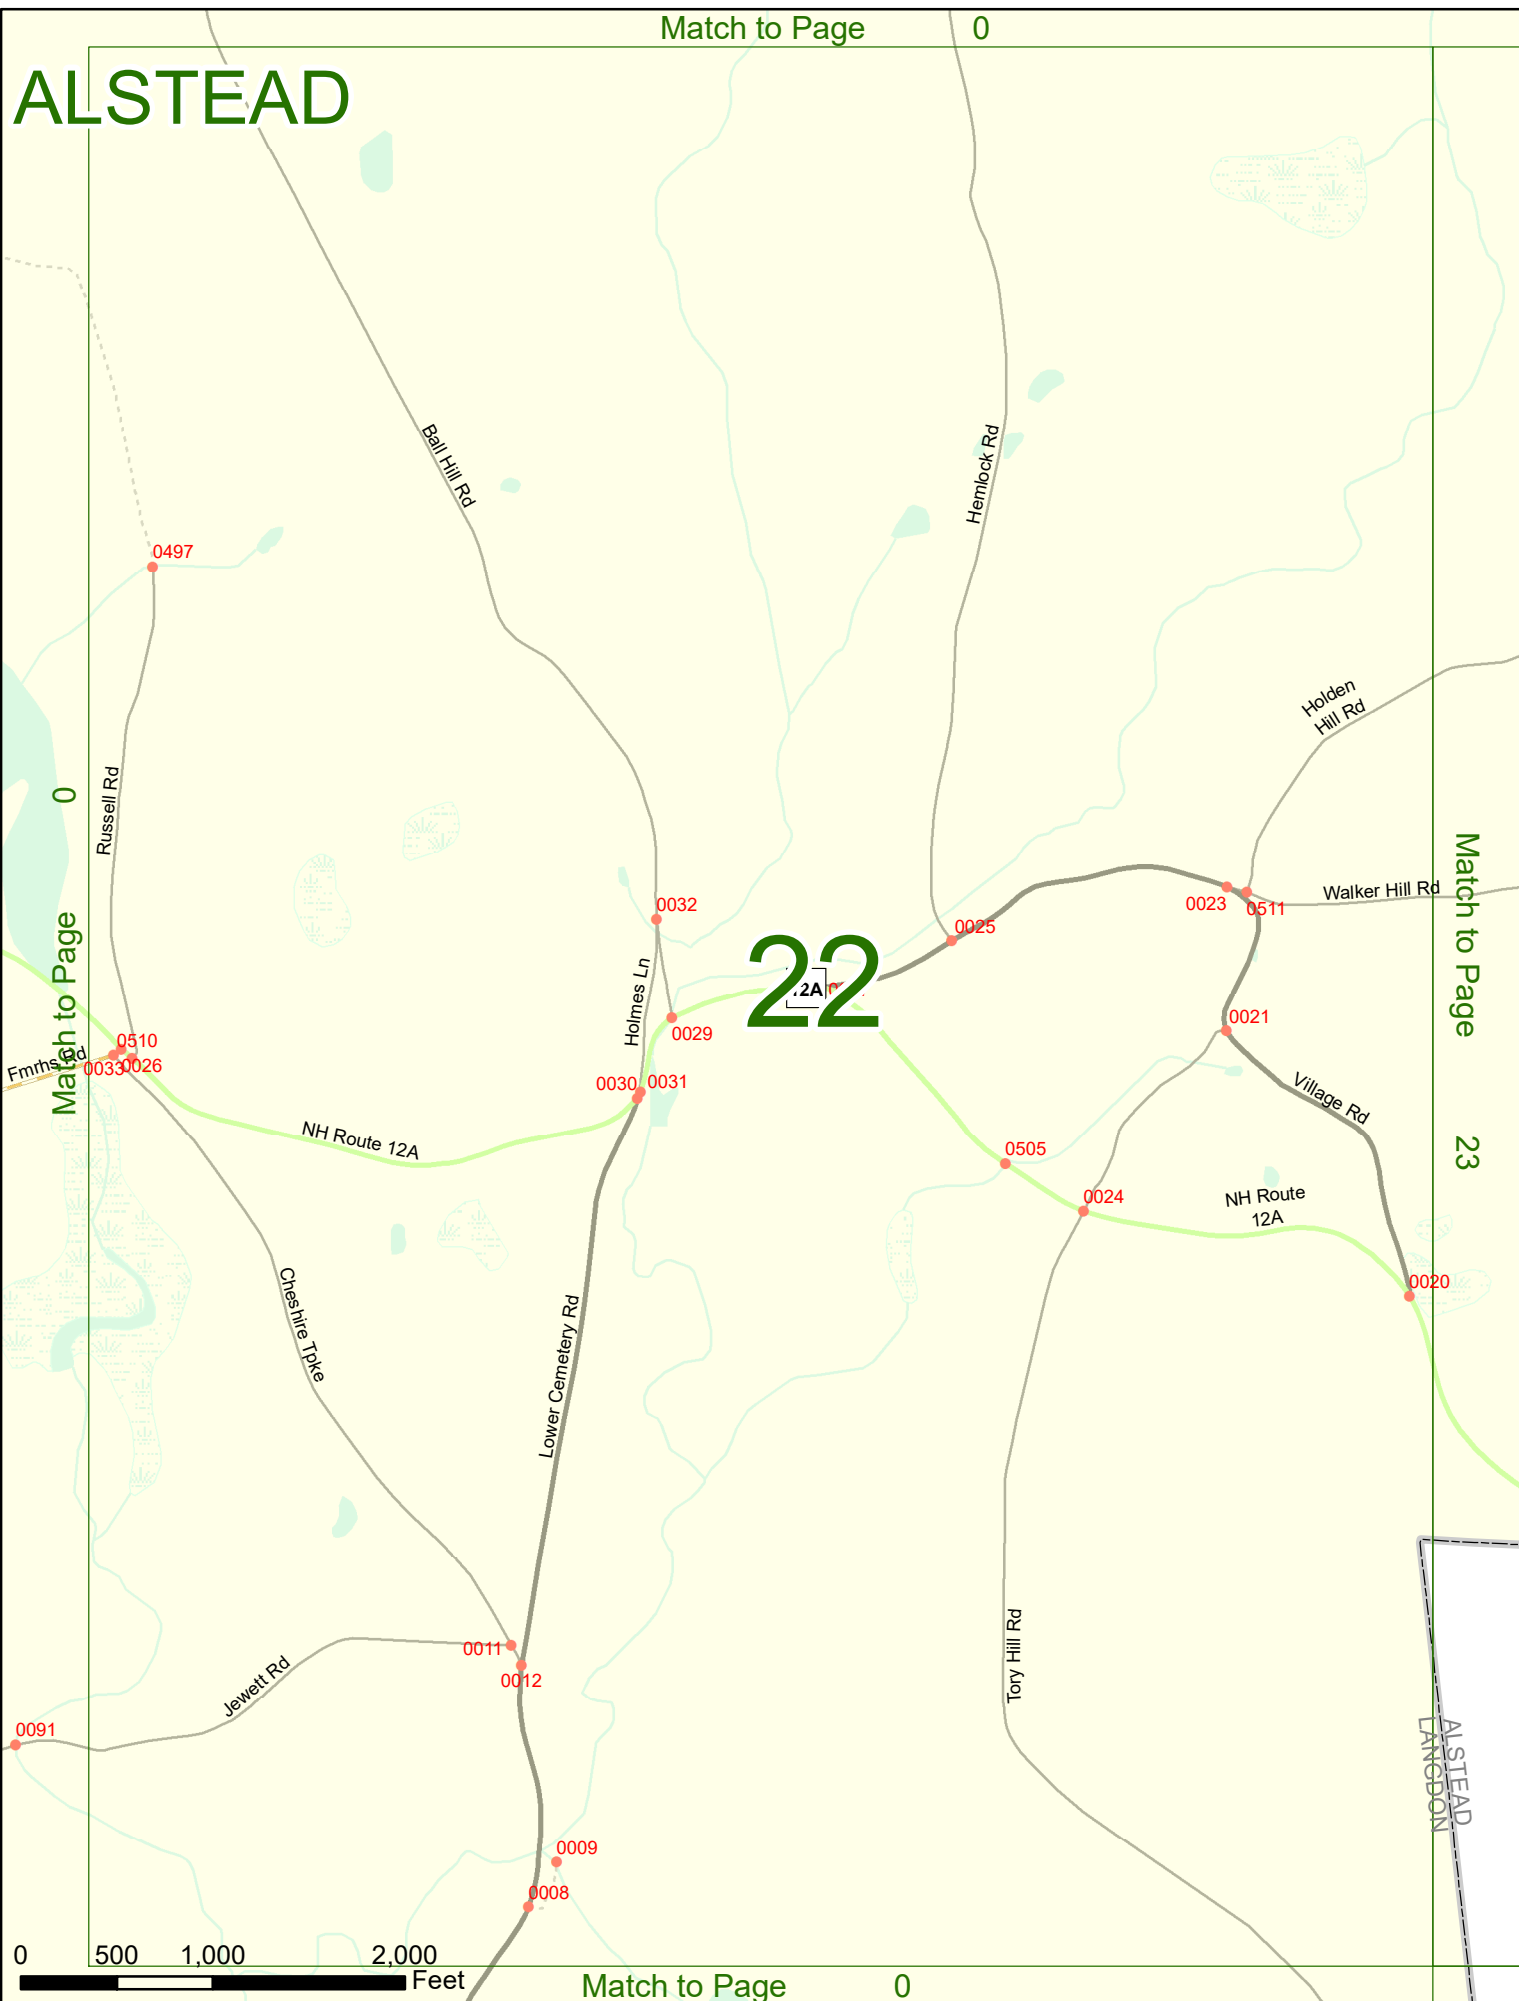 Match to Page 0
ALSTEAD
Ball Hill Rd
Hemlock Rd
0497
Holden
Hill Rd
Russell Rd
0
Match to Page
Match to Page
23
Walker Hill Rd
0023
0511
0032
0025
22
12A
Holmes Ln
0029
0021
0510
0033
0026
Fmrhs Rd
0030
0031
Village Rd
NH Route 12A
0505
0024
NH Route
12A
0020
Cheshire Tpke
Lower Cemetery Rd
Tory Hill Rd
0011
0012
Jewett Rd
0091
ALSTEAD
LANGDON
0009
0008
0 500 1,000 2,000
Feet
Match to Page 0